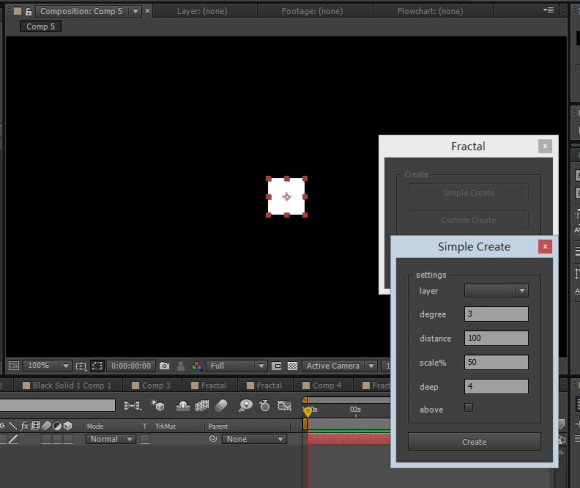 Composition: Comp 5 Layer: (none) Footage: (none) Flowchart: (none)
Comp 5
Fractal
Create
Simple Create
Custom Create
Simple Create
settings
layer
degree 3
distance 100
scale% 50
deep 4
above
Create
100% 0:00:00:00 Full Active Camera 1
Black Solid 1 Comp 1 Comp 3 Fractal Fractal Comp 4 Fract
02s
fx Mode T TrkMat Parent
Normal None